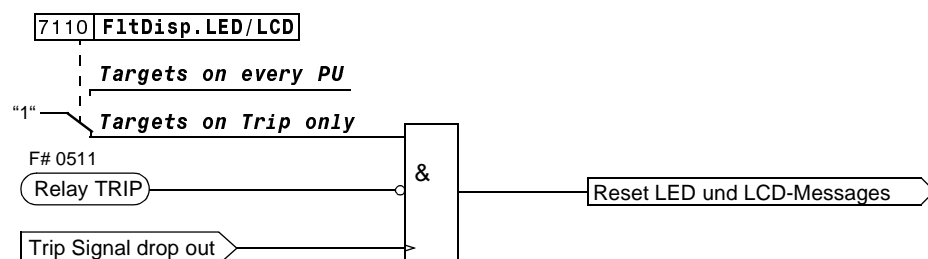 7110 FltDisp.LED/LCD
Targets on every PU
“1“
Targets on Trip only
F# 0511
&
Relay TRIP
Reset LED und LCD-Messages
Trip Signal drop out